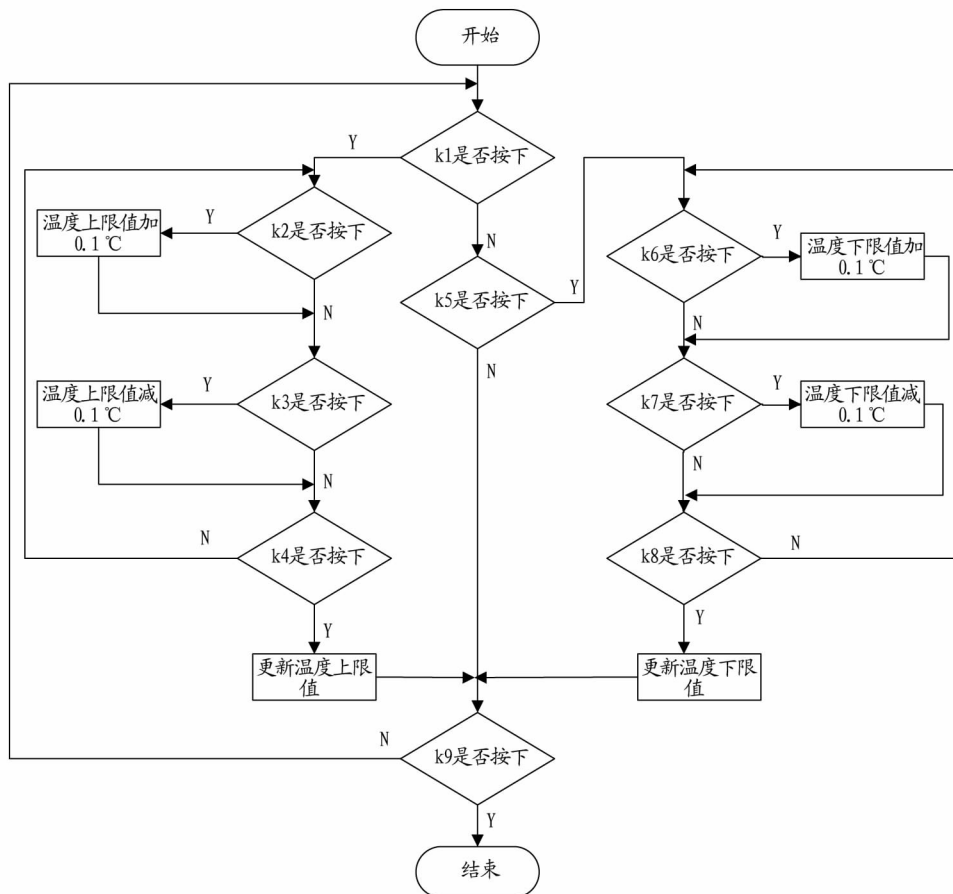 开始
Y
k1是否按下
温度上限值加
0.1℃
Y
k2是否按下
N
Y
k6是否按下
Y
温度下限值加
0.1℃
k5是否按下
Y
N
N
N
温度上限值减
0.1℃
Y
k3是否按下
k7是否按下
Y
温度下限值减
0.1℃
N
N
N
k4是否按下
k8是否按下
N
Y
Y
更新温度上限
值
更新温度下限
值
N
k9是否按下
Y
结束